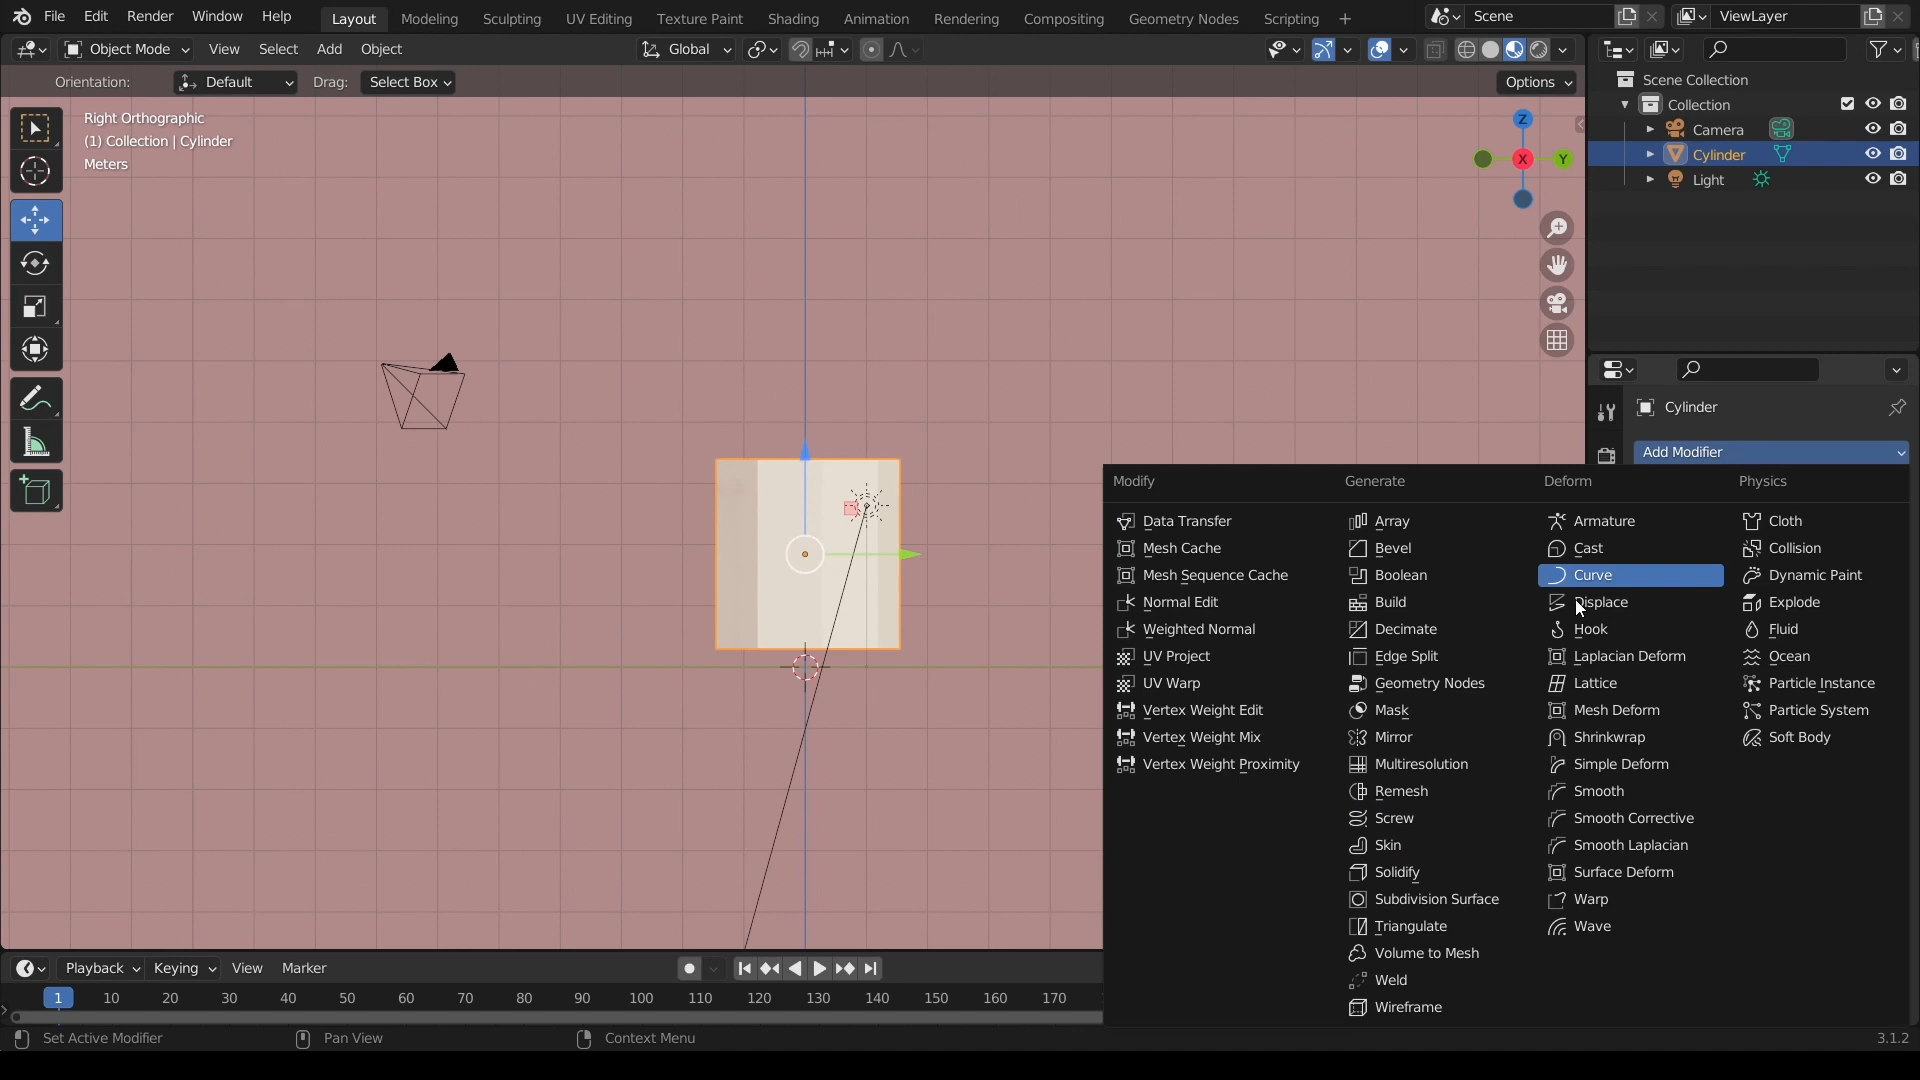 File Edit Render Window Help Layout Modeling Sculpting UV Editing Texture Paint Shading Animation Rendering Compositing Geometry Nodes Scripting + Scene ViewLayer
Object Mode View Select Add Object Global
Orientation: Default Drag: Select Box Options
Right Orthographic
(1) Collection | Cylinder
Meters
Z
X Y
Scene Collection
Collection
Camera
Cylinder
Light
Cylinder
Add Modifier
Modify Generate Deform Physics
Data Transfer Array Armature Cloth
Mesh Cache Bevel Cast Collision
Mesh Sequence Cache Boolean Curve Dynamic Paint
Normal Edit Build Displace Explode
Weighted Normal Decimate Hook Fluid
UV Project Edge Split Laplacian Deform Ocean
UV Warp Geometry Nodes Lattice Particle Instance
Vertex Weight Edit Mask Mesh Deform Particle System
Vertex Weight Mix Mirror Shrinkwrap Soft Body
Vertex Weight Proximity Multiresolution Simple Deform
Remesh Smooth
Screw Smooth Corrective
Skin Smooth Laplacian
Solidify Surface Deform
Subdivision Surface Warp
Triangulate Wave
Volume to Mesh
Weld
Wireframe
Playback Keying View Marker
1 10 20 30 40 50 60 70 80 90 100 110 120 130 140 150 160 170
Set Active Modifier Pan View Context Menu 3.1.2